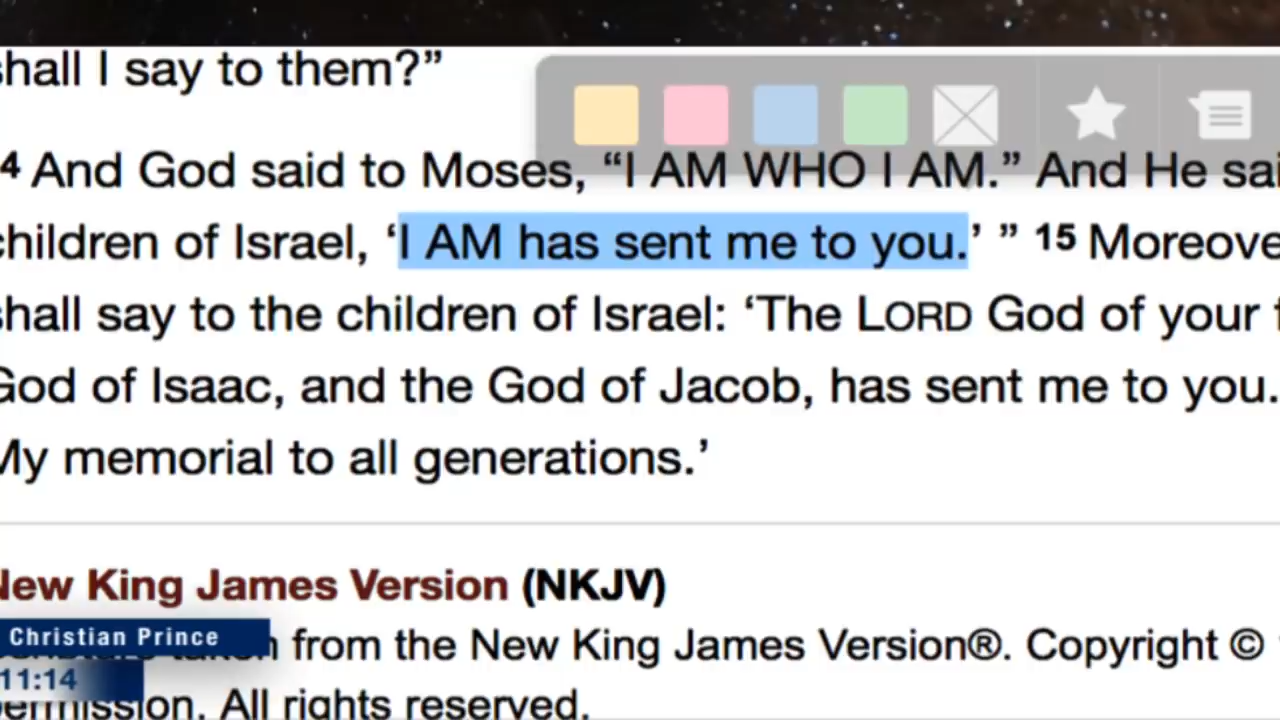 shall I say to them?”
4 And God said to Moses, “I AM WHO I AM.” And He sai
children of Israel, ‘I AM has sent me to you.’ ” 15 Moreove
shall say to the children of Israel: ‘The LORD God of your
God of Isaac, and the God of Jacob, has sent me to you.
My memorial to all generations.’
New King James Version (NKJV)
Christian Prince
from the New King James Version®. Copyright ©
11:14
permission. All rights reserved.